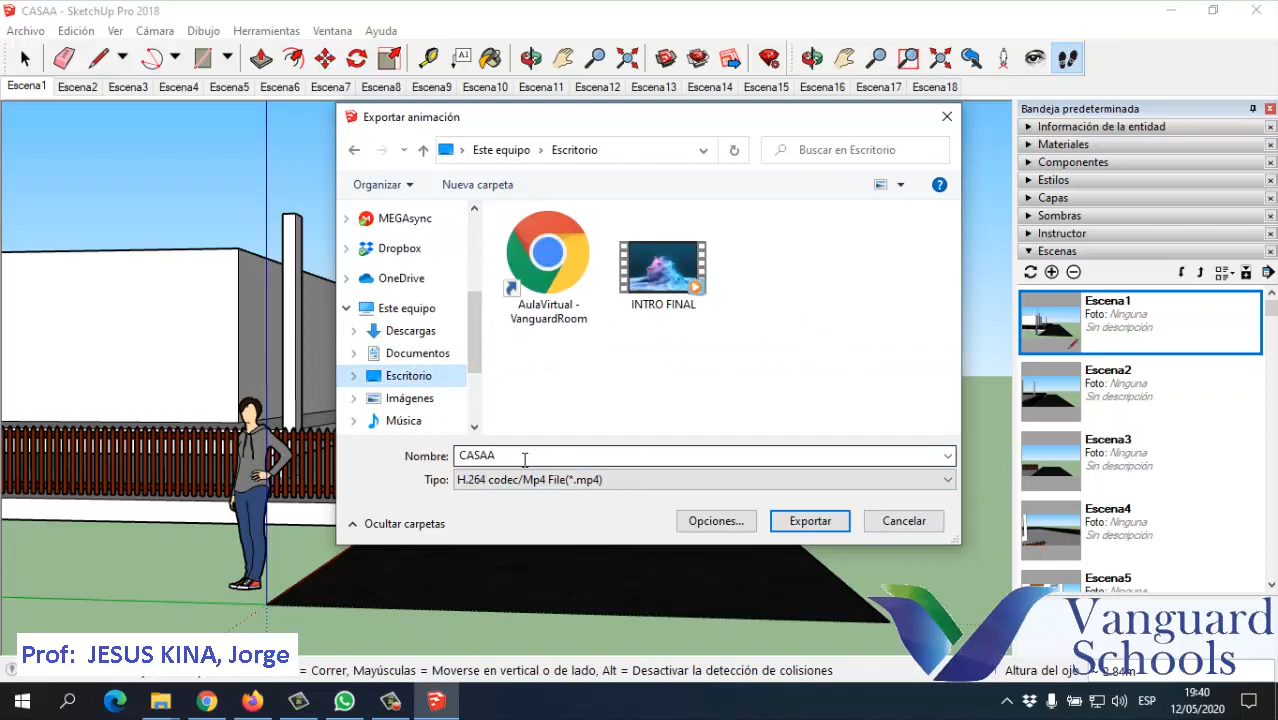 CASAA - SketchUp Pro 2018
Archivo Edición Ver Cámara Dibujo Herramientas Ventana Ayuda
A1
Escena1 Escena2 Escena3 Escena4 Escena5 Escena6 Escena7 Escena8 Escena9 Escena10 Escena11 Escena12 Escena13 Escena14 Escena15 Escena16 Escena17 Escena18
Exportar animación
Este equipo > Escritorio
Buscar en Escritorio
Organizar Nueva carpeta
MEGAsync
Dropbox
OneDrive
Este equipo
Descargas
Documentos
Escritorio
Imágenes
Música
AulaVirtual -
VanguardRoom
INTRO FINAL
Nombre: CASAA
Tipo: H.264 codec/Mp4 File(*.mp4)
Ocultar carpetas
Opciones... Exportar Cancelar
Bandeja predeterminada
Información de la entidad
Materiales
Componentes
Estilos
Capas
Sombras
Instructor
Escenas
Escena1
Foto: Ninguna
Sin descripción
Escena2
Foto: Ninguna
Sin descripción
Escena3
Foto: Ninguna
Sin descripción
Escena4
Foto: Ninguna
Sin descripción
Escena5
Vanguard
Schools
Prof: JESUS KINA, Jorge
= Correr, Mayúsculas = Moverse en vertical o de lado, Alt = Desactivar la detección de colisiones
Altura del ojo
ESP
19:40
12/05/2020